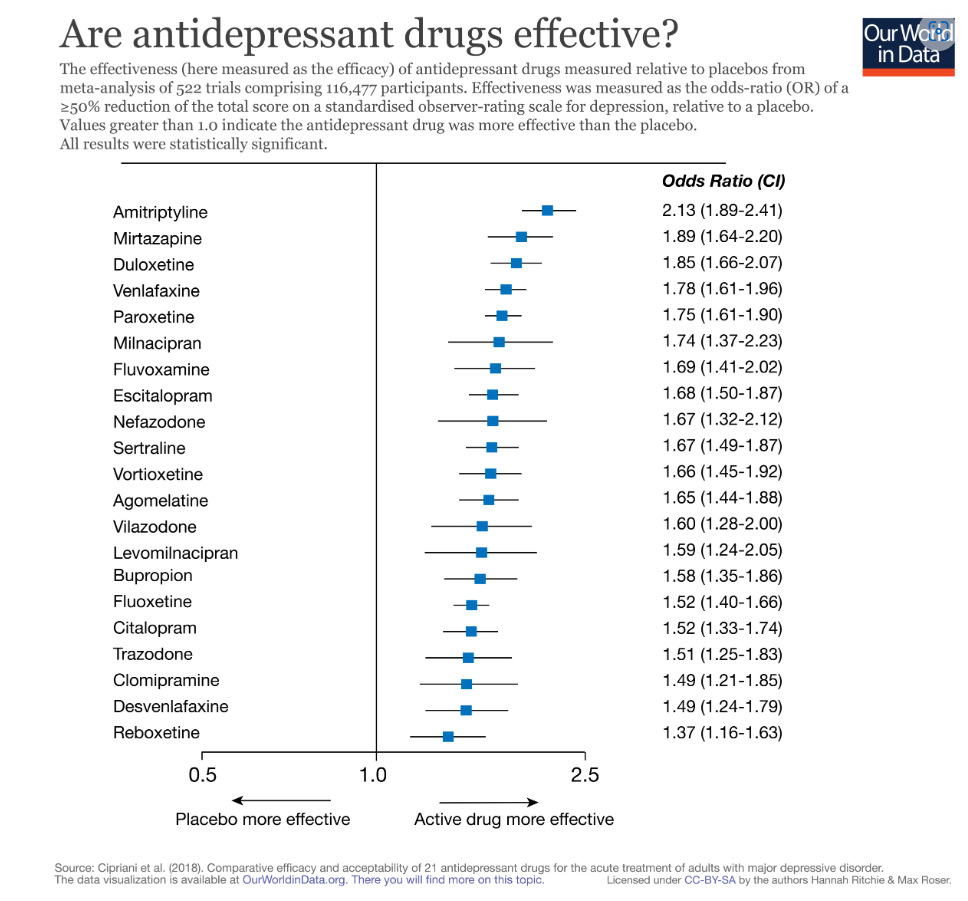 Are antidepressant drugs effective?
Our World
in Data
The effectiveness (here measured as the efficacy) of antidepressant drugs measured relative to placebos from
meta-analysis of 522 trials comprising 116,477 participants. Effectiveness was measured as the odds-ratio (OR) of a
≥50% reduction of the total score on a standardised observer-rating scale for depression, relative to a placebo.
Values greater than 1.0 indicate the antidepressant drug was more effective than the placebo.
All results were statistically significant.
Odds Ratio (CI)
Amitriptyline 2.13 (1.89-2.41)
Mirtazapine 1.89 (1.64-2.20)
Duloxetine 1.85 (1.66-2.07)
Venlafaxine 1.78 (1.61-1.96)
Paroxetine 1.75 (1.61-1.90)
Milnacipran 1.74 (1.37-2.23)
Fluvoxamine 1.69 (1.41-2.02)
Escitalopram 1.68 (1.50-1.87)
Nefazodone 1.67 (1.32-2.12)
Sertraline 1.67 (1.49-1.87)
Vortioxetine 1.66 (1.45-1.92)
Agomelatine 1.65 (1.44-1.88)
Vilazodone 1.60 (1.28-2.00)
Levomilnacipran 1.59 (1.24-2.05)
Bupropion 1.58 (1.35-1.86)
Fluoxetine 1.52 (1.40-1.66)
Citalopram 1.52 (1.33-1.74)
Trazodone 1.51 (1.25-1.83)
Clomipramine 1.49 (1.21-1.85)
Desvenlafaxine 1.49 (1.24-1.79)
Reboxetine 1.37 (1.16-1.63)
0.5 1.0 2.5
Placebo more effective Active drug more effective
Source: Cipriani et al. (2018). Comparative efficacy and acceptability of 21 antidepressant drugs for the acute treatment of adults with major depressive disorder.
The data visualization is available at OurWorldinData.org. There you will find more on this topic. Licensed under CC-BY-SA by the authors Hannah Ritchie & Max Roser.